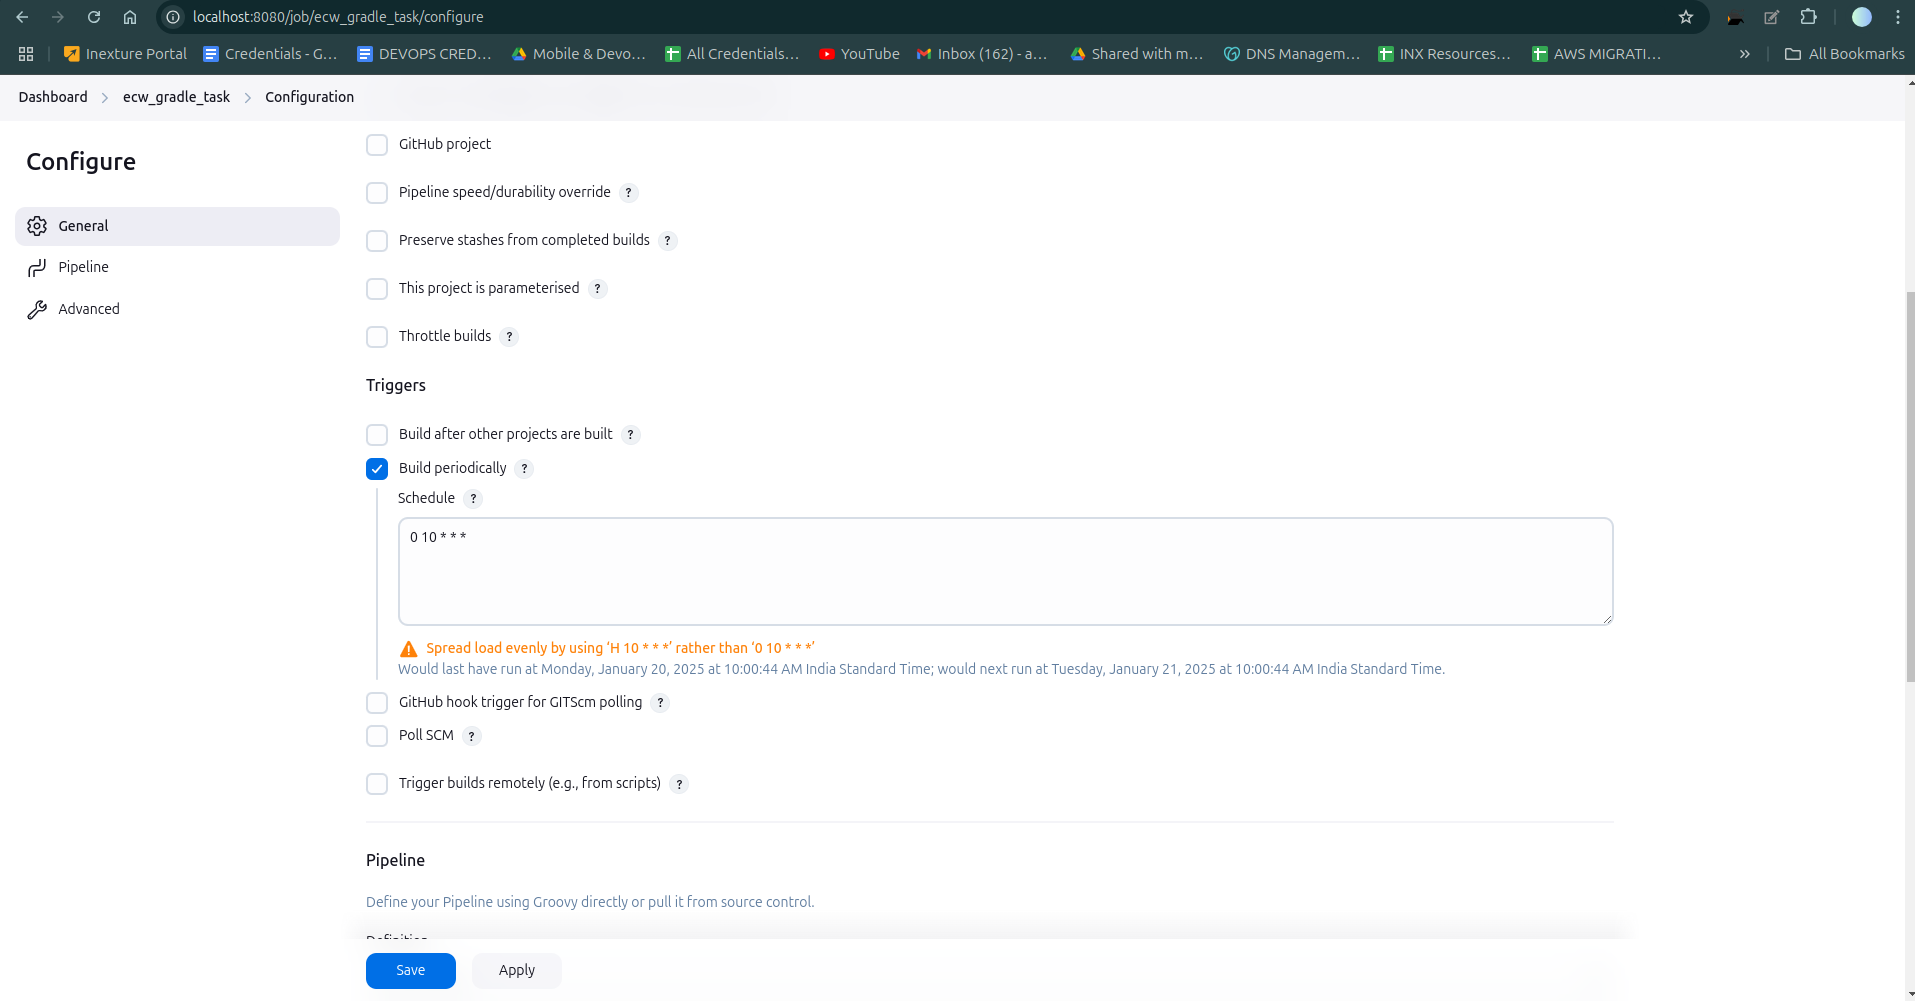 localhost:8080/job/ecw_gradle_task/configure
Inexture Portal
Credentials - G...
DEVOPS CRED...
Mobile & Devo...
All Credentials...
YouTube
Inbox (162) - a...
Shared with m...
DNS Managem...
INX Resources...
AWS MIGRATI...
»
All Bookmarks
Dashboard > ecw_gradle_task > Configuration
Configure
General
Pipeline
Advanced
GitHub project
Pipeline speed/durability override ?
Preserve stashes from completed builds ?
This project is parameterised ?
Throttle builds ?
Triggers
Build after other projects are built ?
Build periodically ?
Schedule ?
0 10 * * *
Spread load evenly by using ‘H 10 * * *’ rather than ‘0 10 * * *’
Would last have run at Monday, January 20, 2025 at 10:00:44 AM India Standard Time; would next run at Tuesday, January 21, 2025 at 10:00:44 AM India Standard Time.
GitHub hook trigger for GITScm polling ?
Poll SCM ?
Trigger builds remotely (e.g., from scripts) ?
Pipeline
Define your Pipeline using Groovy directly or pull it from source control.
Definition
Save
Apply